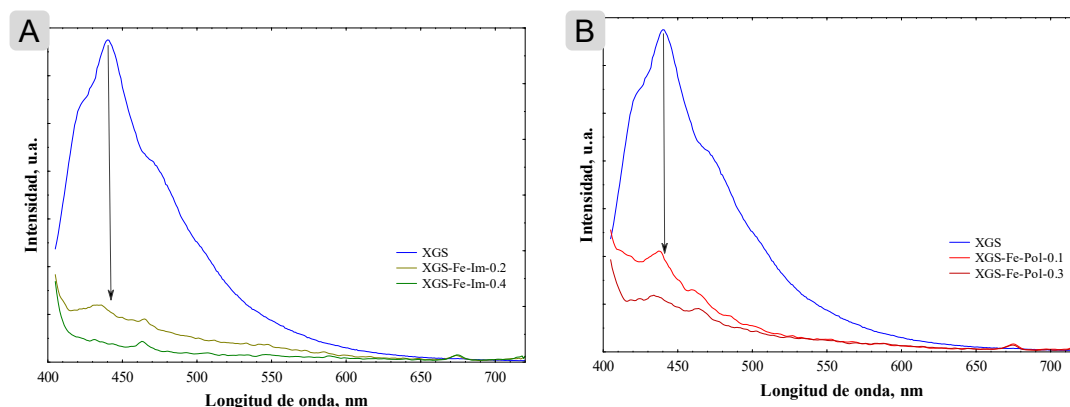 A
Intensidad, u.a.
XGS
XGS-Fe-Im-0.2
XGS-Fe-Im-0.4
400 450 500 550 600 650 700
Longitud de onda, nm
B
Intensidad, u.a.
XGS
XGS-Fe-Pol-0.1
XGS-Fe-Pol-0.3
400 450 500 550 600 650 700
Longitud de onda, nm